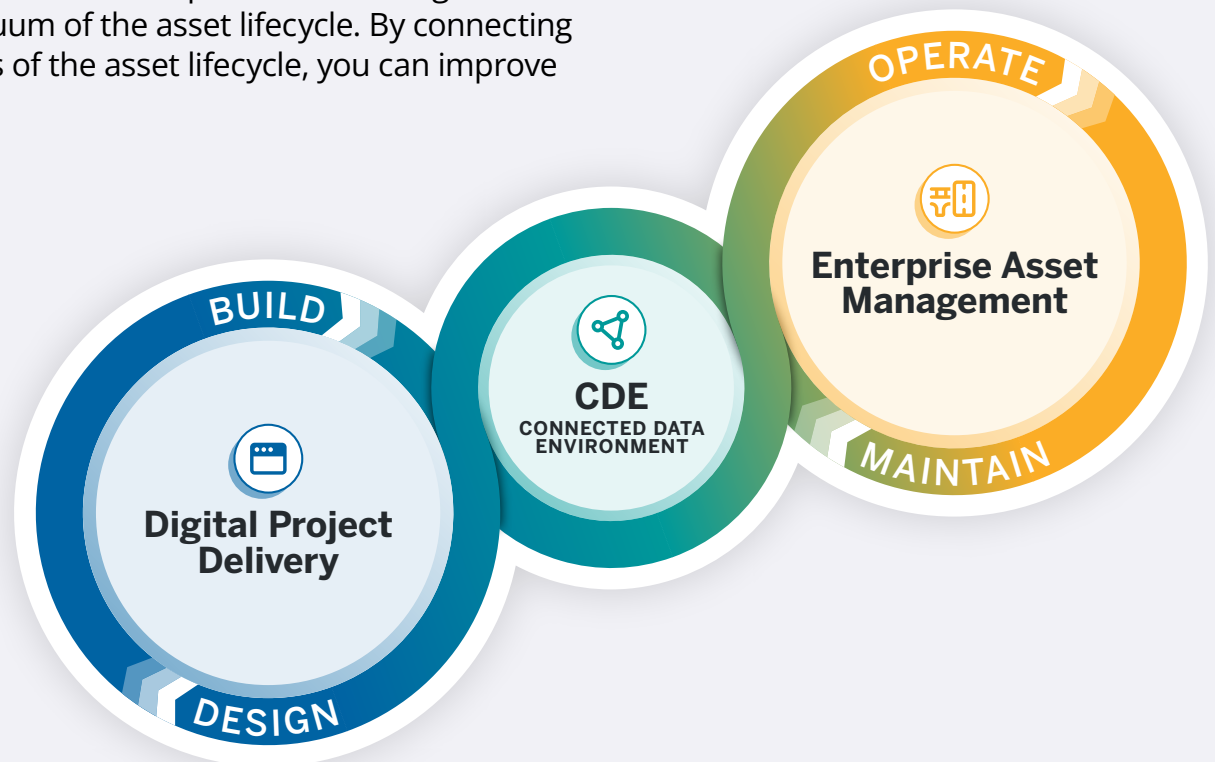 of the asset lifecycle. By connecting
of the asset lifecycle, you can improve
OPERATE
Enterprise Asset
Management
MAINTAIN
BUILD
CDE
CONNECTED DATA
ENVIRONMENT
Digital Project
Delivery
DESIGN